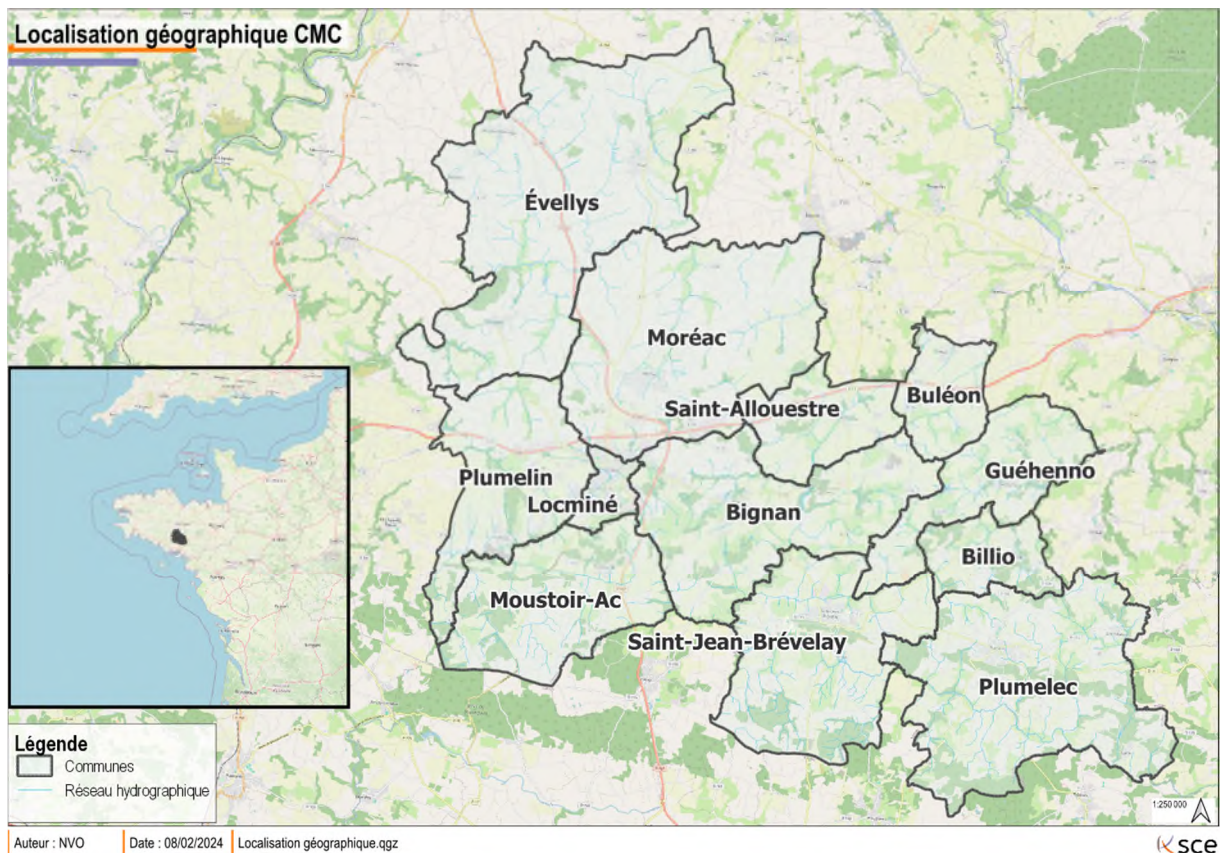 Localisation géographique CMC
Évellys
Moréac
Buléon
Saint-Allouestre
Guéhenno
Plumelin
Locminé
Bignan
Billio
Moustoir-Ac
Saint-Jean-Brévelay
Plumelec
Légende
Communes
Réseau hydrographique
1:250 000
Auteur : NVO
Date : 08/02/2024
Localisation géographique.qgz
sce